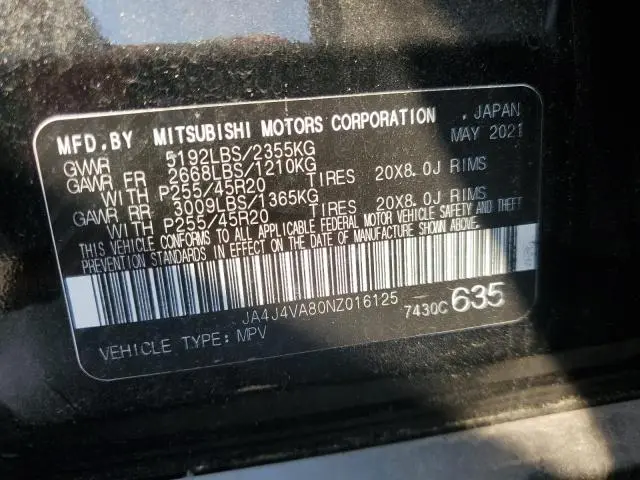 MFD.BY MITSUBISHI MOTORS CORPORATION, JAPAN
GVWR 5192LBS/2355KG MAY 2021
GAWR FR 2668LBS/1210KG
WITH P255/45R20 TIRES 20X8.0J RIMS
GAWR RR 3009LBS/1365KG
WITH P255/45R20 TIRES 20X8.0J RIMS
THIS VEHICLE CONFORMS TO ALL APPLICABLE FEDERAL MOTOR VEHICLE SAFETY AND THEFT
PREVENTION STANDARDS IN EFFECT ON THE DATE OF MANUFACTURE SHOWN ABOVE.
JA4J4VA80NZ016125 7430C 635
VEHICLE TYPE: MPV